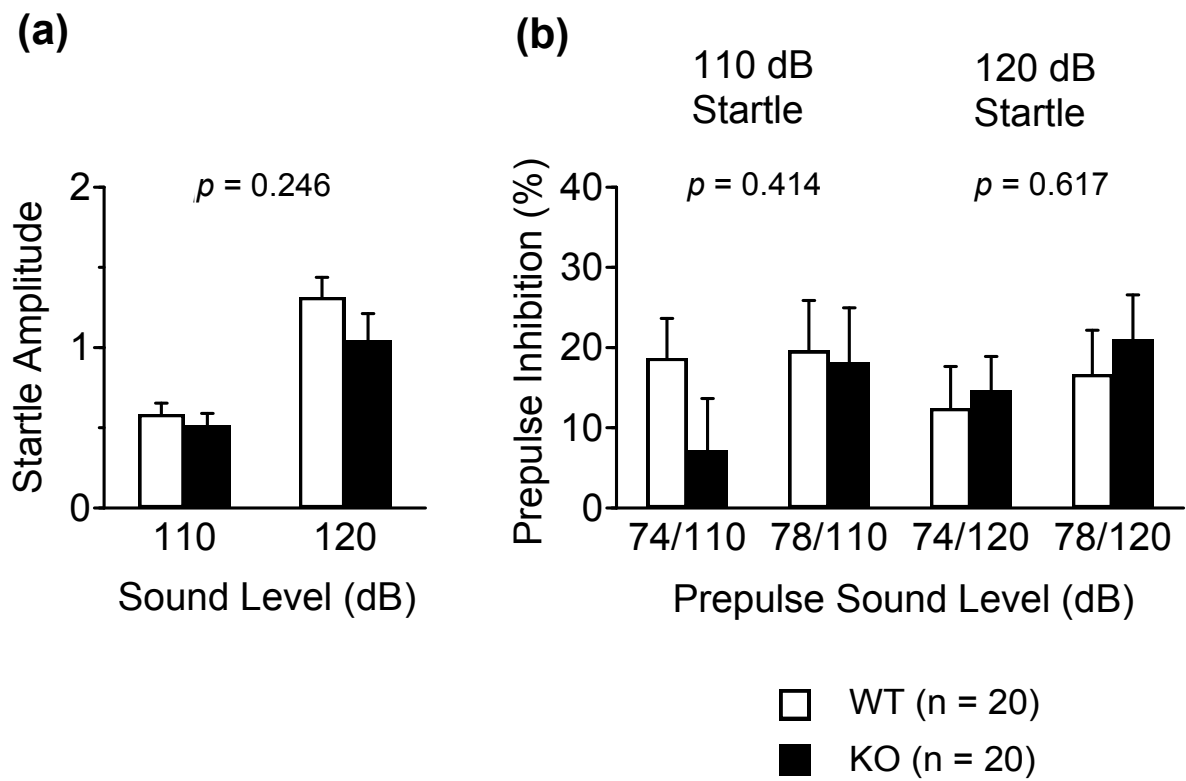 (a)
(b)
110 dB
Startle
120 dB
Startle
p = 0.246
p = 0.414
p = 0.617
Startle Amplitude
2
1
0
110 120
Sound Level (dB)
Prepulse Inhibition (%)
40
30
20
10
0
74/110 78/110 74/120 78/120
Prepulse Sound Level (dB)
WT (n = 20)
KO (n = 20)